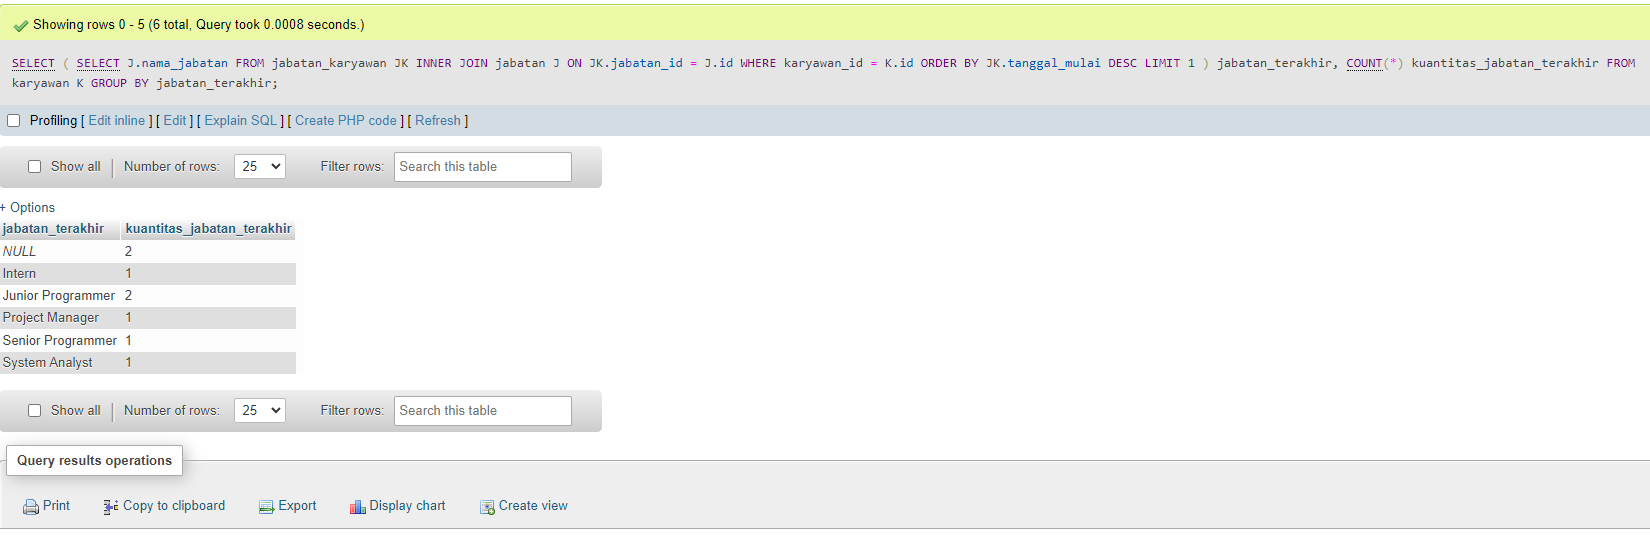 Showing rows 0 - 5 (6 total, Query took 0.0008 seconds.)
SELECT ( SELECT J.nama_jabatan FROM jabatan_karyawan JK INNER JOIN jabatan J ON JK.jabatan_id = J.id WHERE karyawan_id = K.id ORDER BY JK.tanggal_mulai DESC LIMIT 1 ) jabatan_terakhir, COUNT(*) kuantitas_jabatan_terakhir FROM
karyawan K GROUP BY jabatan_terakhir;
Profiling [ Edit inline ] [ Edit ] [ Explain SQL ] [ Create PHP code ] [ Refresh ]
Show all | Number of rows: 25 Filter rows: Search this table
+ Options
jabatan_terakhir kuantitas_jabatan_terakhir
NULL 2
Intern 1
Junior Programmer 2
Project Manager 1
Senior Programmer 1
System Analyst 1
Show all | Number of rows: 25 Filter rows: Search this table
Query results operations
Print Copy to clipboard Export Display chart Create view